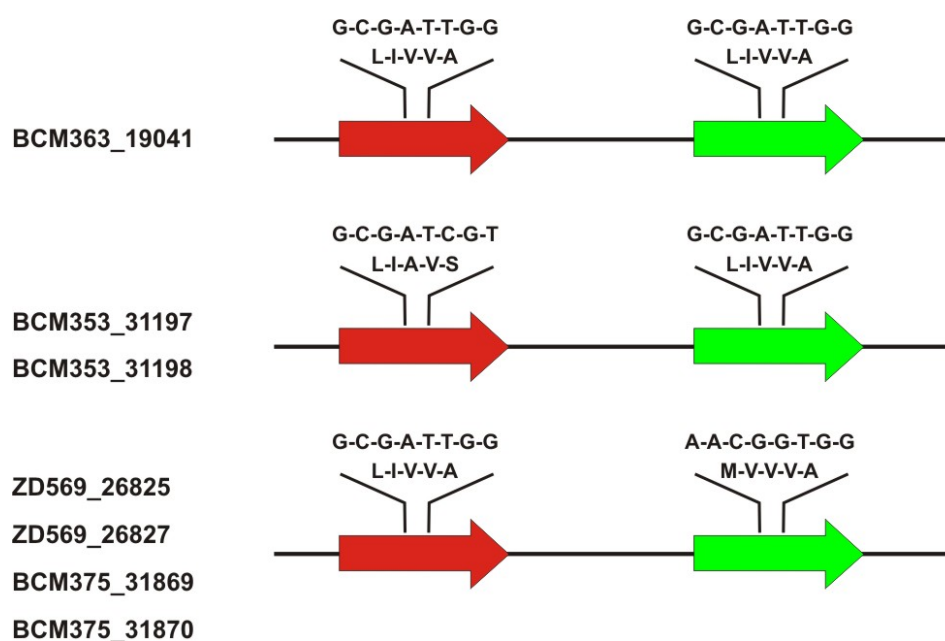 G-C-G-A-T-T-G-G G-C-G-A-T-T-G-G
L-I-V-V-A L-I-V-V-A
BCM363_19041
G-C-G-A-T-C-G-T G-C-G-A-T-T-G-G
L-I-A-V-S L-I-V-V-A
BCM353_31197
BCM353_31198
G-C-G-A-T-T-G-G A-A-C-G-G-T-G-G
L-I-V-V-A M-V-V-V-A
ZD569_26825
ZD569_26827
BCM375_31869
BCM375_31870